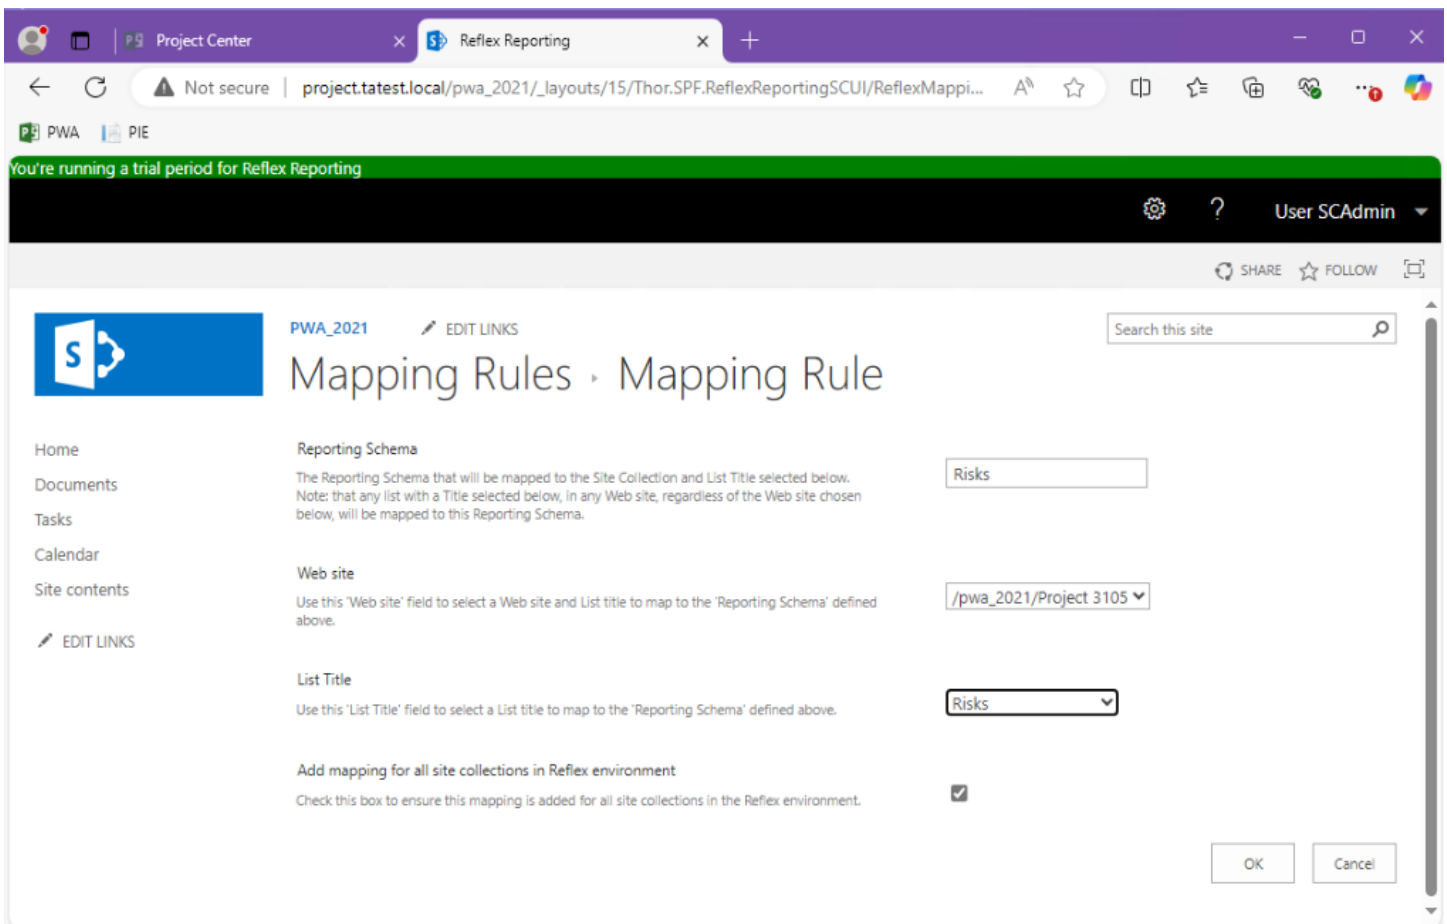 Project Center
Reflex Reporting
Not secure project.tatest.local/pwa_2021/_layouts/15/Thor.SPF.ReflexReportingSCUI/ReflexMappi...
PWA PIE
You're running a trial period for Reflex Reporting
? User SCAdmin
SHARE FOLLOW
S
PWA_2021 EDIT LINKS
Search this site
Mapping Rules ▸ Mapping Rule
Home
Documents
Tasks
Calendar
Site contents
EDIT LINKS
Reporting Schema
The Reporting Schema that will be mapped to the Site Collection and List Title selected below.
Note: that any list with a Title selected below, in any Web site, regardless of the Web site chosen
below, will be mapped to this Reporting Schema.
Risks
Web site
Use this 'Web site' field to select a Web site and List title to map to the 'Reporting Schema' defined
above.
/pwa_2021/Project 3105
List Title
Use this 'List Title' field to select a List title to map to the 'Reporting Schema' defined above.
Risks
Add mapping for all site collections in Reflex environment
Check this box to ensure this mapping is added for all site collections in the Reflex environment.
OK Cancel